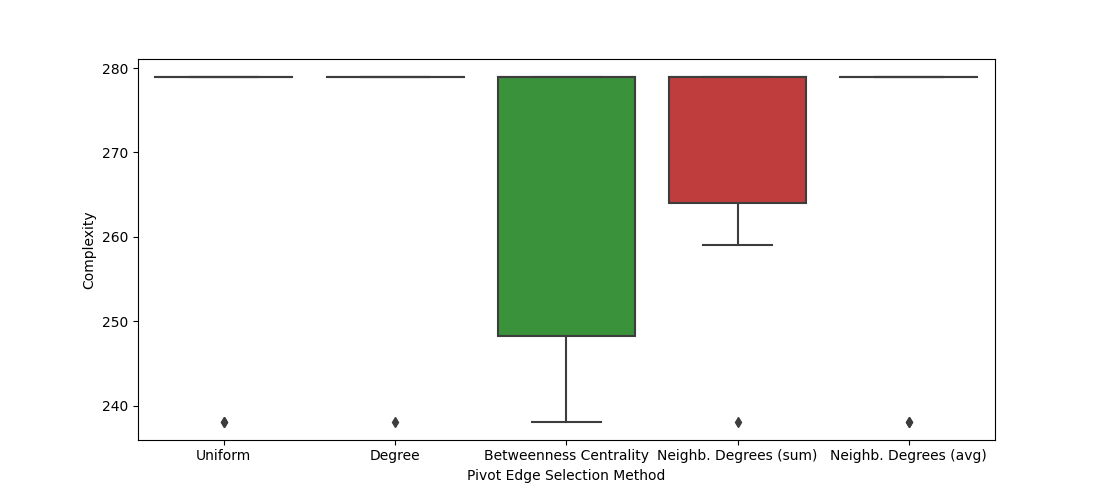 280
270
260
250
240
Complexity
Uniform Degree Betweenness Centrality Neighb. Degrees (sum) Neighb. Degrees (avg)
Pivot Edge Selection Method